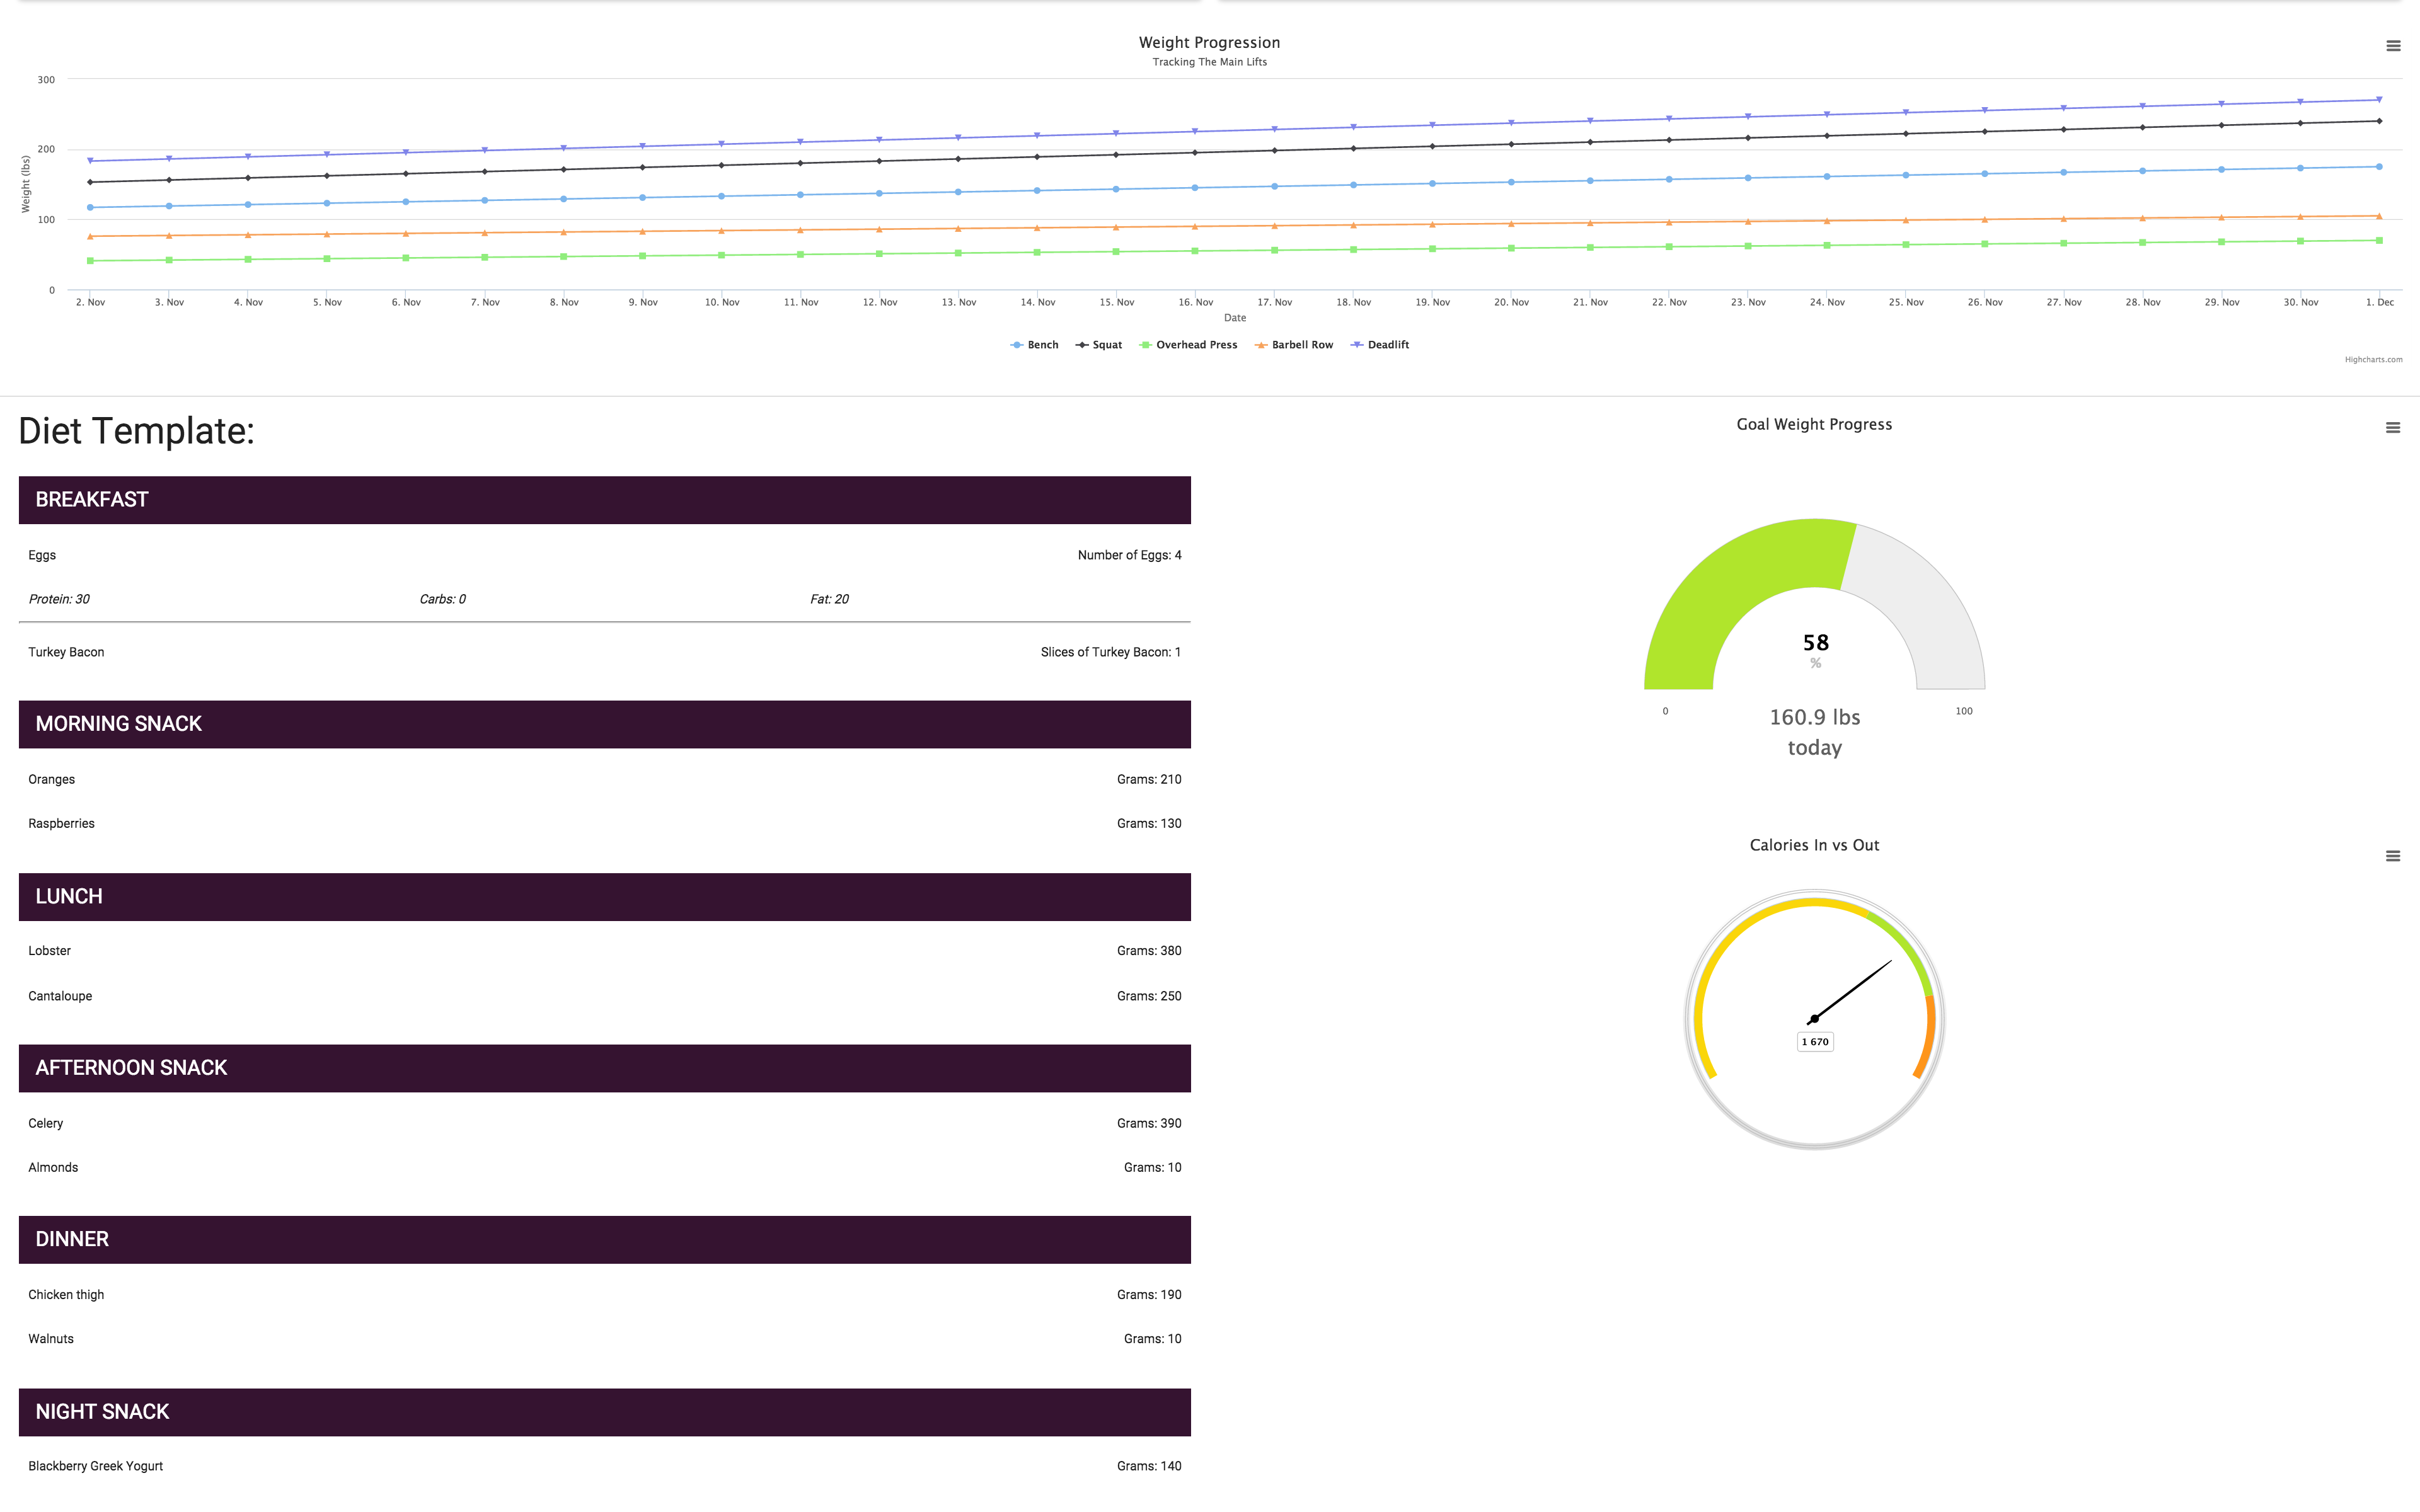 Weight Progression
Tracking The Main Lifts
300
200
100
0
Weight (lbs)
2. Nov 3. Nov 4. Nov 5. Nov 6. Nov 7. Nov 8. Nov 9. Nov 10. Nov 11. Nov 12. Nov 13. Nov 14. Nov 15. Nov 16. Nov 17. Nov 18. Nov 19. Nov 20. Nov 21. Nov 22. Nov 23. Nov 24. Nov 25. Nov 26. Nov 27. Nov 28. Nov 29. Nov 30. Nov 1. Dec
Date
Bench Squat Overhead Press Barbell Row Deadlift
Highcharts.com
Diet Template:
BREAKFAST
Eggs Number of Eggs: 4
Protein: 30 Carbs: 0 Fat: 20
Turkey Bacon Slices of Turkey Bacon: 1
MORNING SNACK
Oranges Grams: 210
Raspberries Grams: 130
LUNCH
Lobster Grams: 380
Cantaloupe Grams: 250
AFTERNOON SNACK
Celery Grams: 390
Almonds Grams: 10
DINNER
Chicken thigh Grams: 190
Walnuts Grams: 10
NIGHT SNACK
Blackberry Greek Yogurt Grams: 140
Goal Weight Progress
58
%
0 100
160.9 lbs
today
Calories In vs Out
1 670